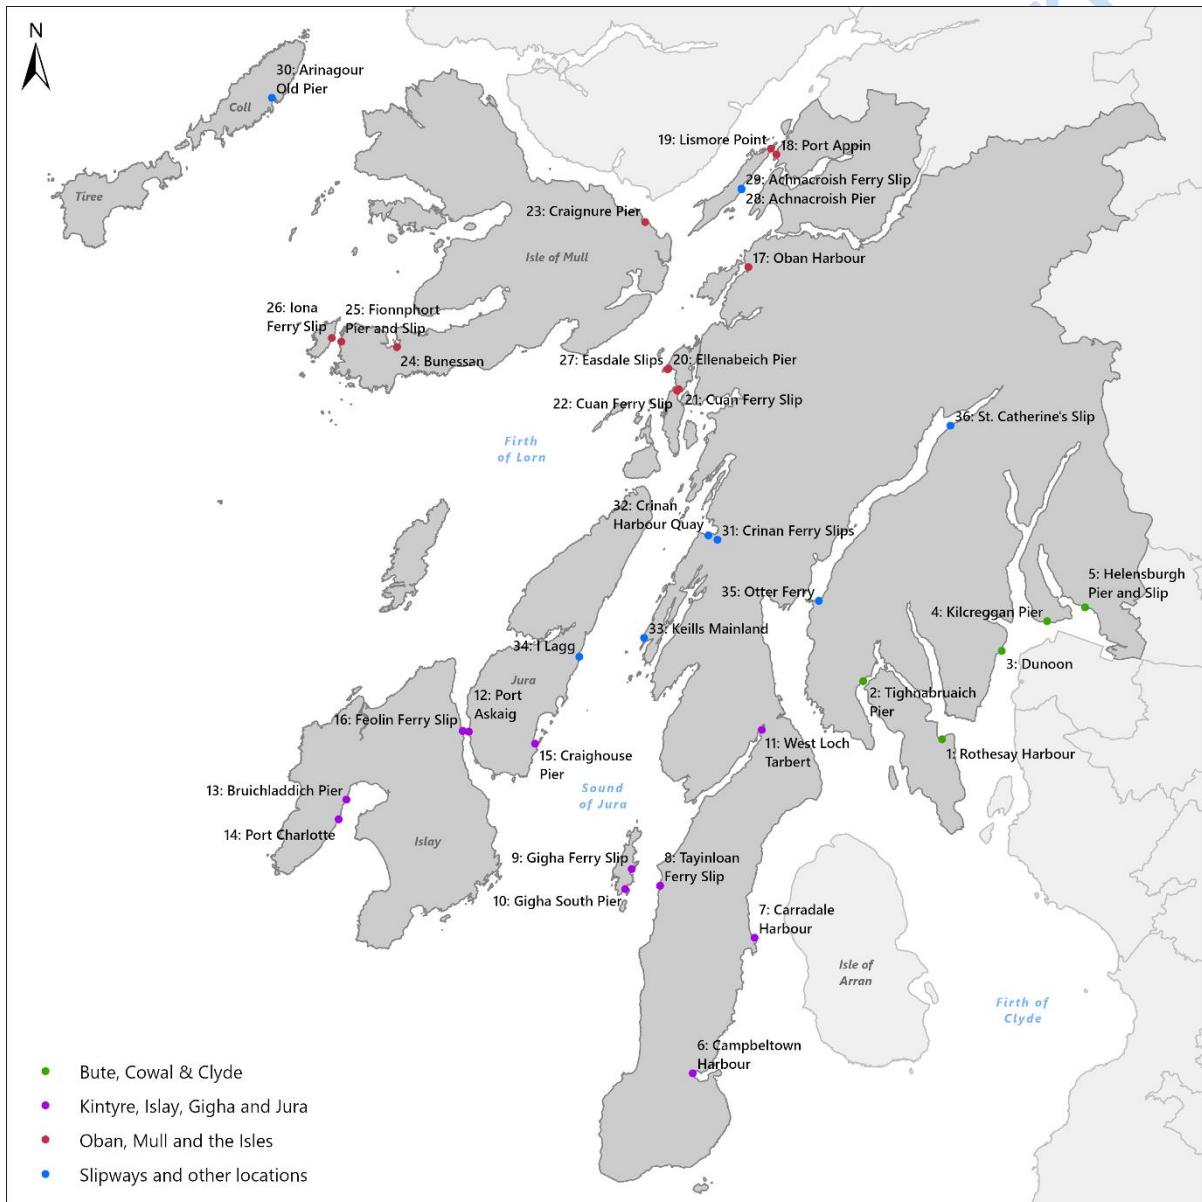 N
30: Arinagour
Old Pier
Coll
Tiree
19: Lismore Point
18: Port Appin
29: Achnacroish Ferry Slip
28: Achnacroish Pier
23: Craignure Pier
Isle of Mull
17: Oban Harbour
26: Iona
Ferry Slip
25: Fionnphort
Pier and Slip
24: Bunessan
27: Easdale Slips
20: Ellenabeich Pier
22: Cuan Ferry Slip
21: Cuan Ferry Slip
36: St. Catherine's Slip
Firth
of Lorn
32: Crinan
Harbour Quay
31: Crinan Ferry Slips
35: Otter Ferry
5: Helensburgh
Pier and Slip
4: Kilcreggan Pier
33: Keills Mainland
3: Dunoon
34: I Lagg
Jura
12: Port
Askaig
2: Tighnabruaich
Pier
16: Feolin Ferry Slip
11: West Loch
Tarbert
15: Craighouse
Pier
1: Rothesay Harbour
13: Bruichladdich Pier
Sound
of Jura
14: Port Charlotte
Islay
9: Gigha Ferry Slip
8: Tayinloan
Ferry Slip
10: Gigha South Pier
7: Carradale
Harbour
Isle of
Arran
Firth of
Clyde
6: Campbeltown
Harbour
Bute, Cowal & Clyde
Kintyre, Islay, Gigha and Jura
Oban, Mull and the Isles
Slipways and other locations